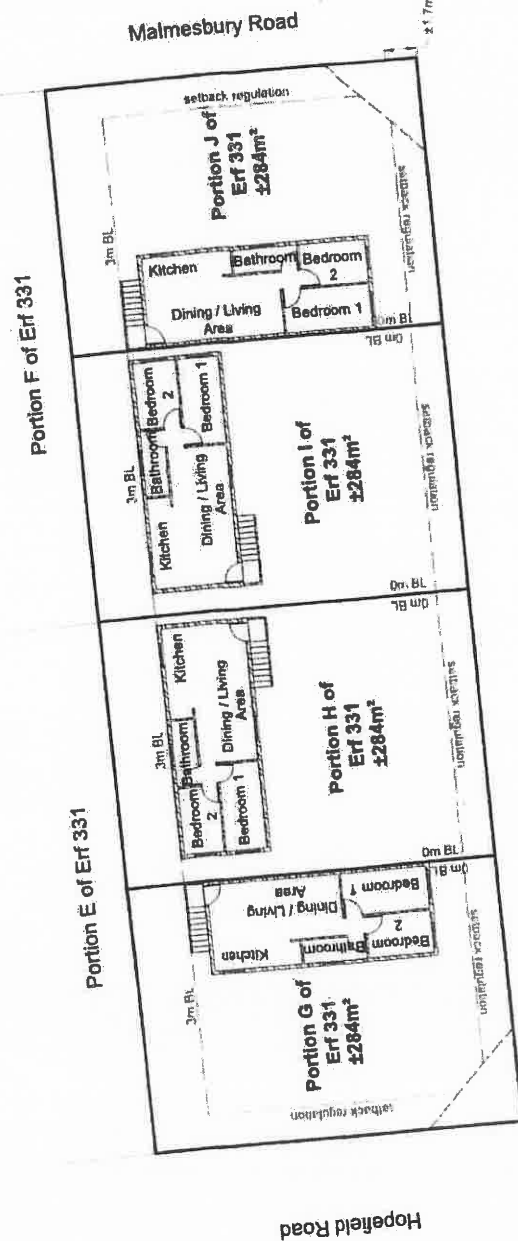 Malmesbury Road
±1.7m
setback regulation
Portion J of
Erf 331
±284m²
3m BL
setback regulation
Kitchen
Bathroom
Bedroom
2
Dining / Living
Area
Bedroom 1
0m BL
0m BL
Portion F of Erf 331
3m BL
Bedroom
2
Bedroom 1
Bathroom
Kitchen
Dining / Living
Area
Portion I of
Erf 331
±284m²
setback regulation
0m BL
0m BL
3m BL
Kitchen
Dining / Living
Area
Bathroom
Bedroom
2
Bedroom 1
Portion H of
Erf 331
±284m²
setback regulation
0m BL
0m BL
Portion E of Erf 331
3m BL
Dining / Living
Area
Kitchen
Bathroom
Bedroom 1
Bedroom
2
Portion G of
Erf 331
±284m²
setback regulation
setback regulation
Hopefield Road